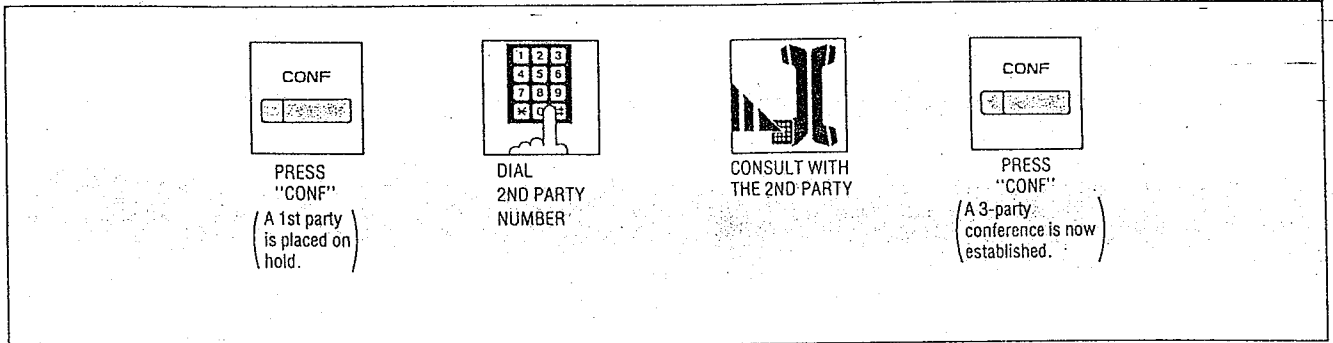 CONF
PRESS
"CONF"
(A 1st party
is placed on
hold.)
1 2 3
4 5 6
7 8 9
DIAL
2ND PARTY
NUMBER
CONSULT WITH
THE 2ND PARTY
CONF
PRESS
"CONF"
(A 3-party
conference is now
established.)